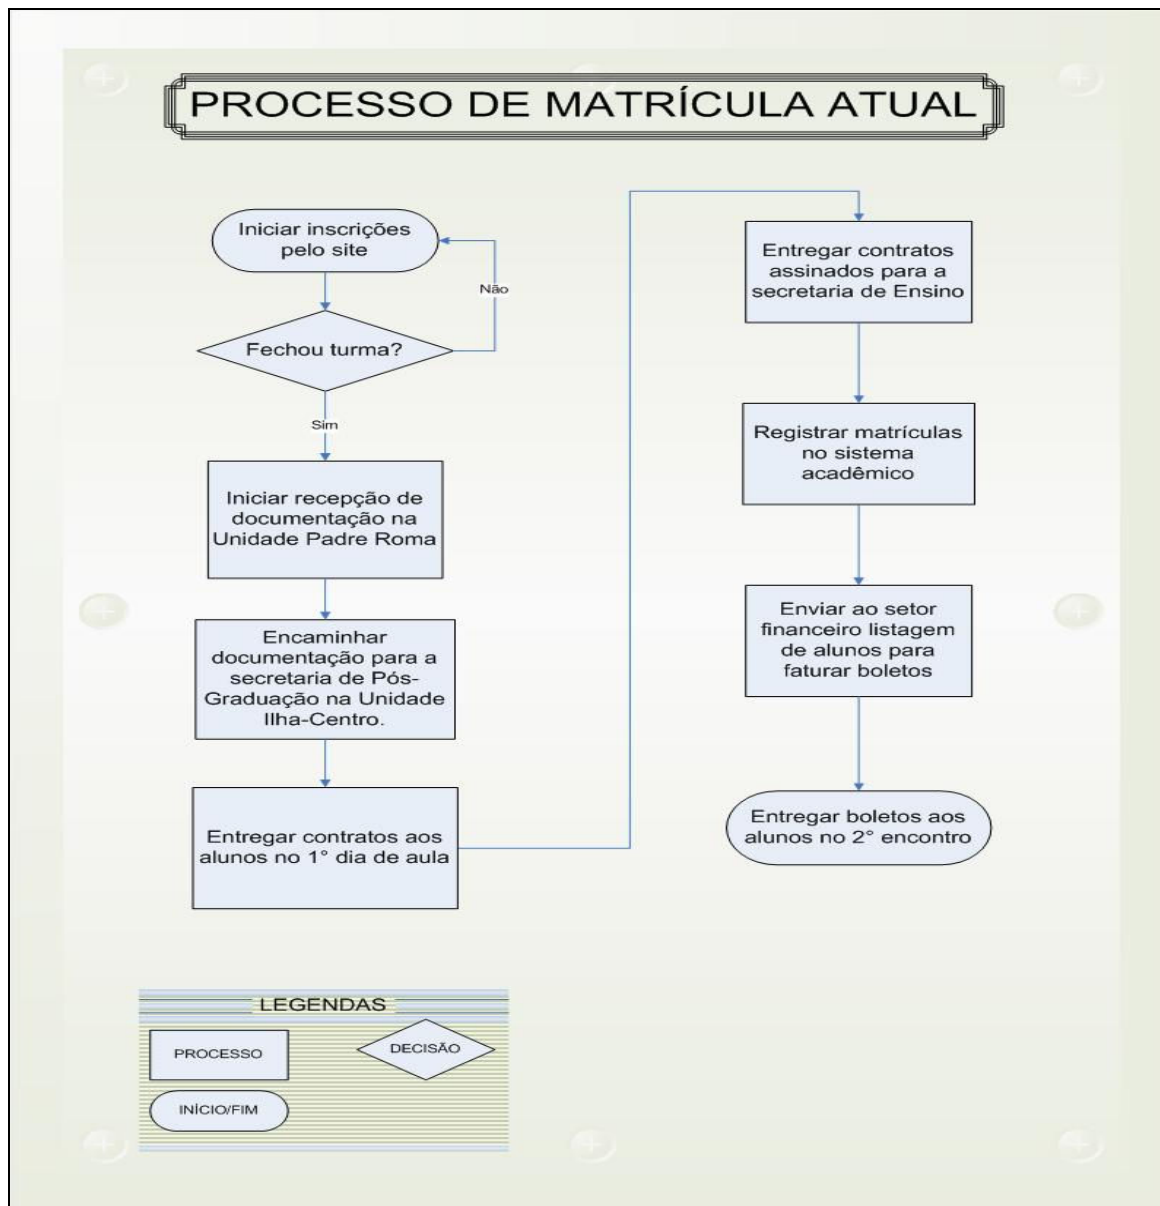 PROCESSO DE MATRÍCULA ATUAL
Iniciar inscrições
pelo site
Não
Fechou turma?
Sim
Iniciar recepção de
documentação na
Unidade Padre Roma
Encaminhar
documentação para a
secretaria de Pós-
Graduação na Unidade
Ilha-Centro.
Entregar contratos aos
alunos no 1° dia de aula
Entregar contratos
assinados para a
secretaria de Ensino
Registrar matrículas
no sistema
acadêmico
Enviar ao setor
financeiro listagem
de alunos para
faturar boletos
Entregar boletos aos
alunos no 2° encontro
LEGENDAS
PROCESSO
DECISÃO
INÍCIO/FIM